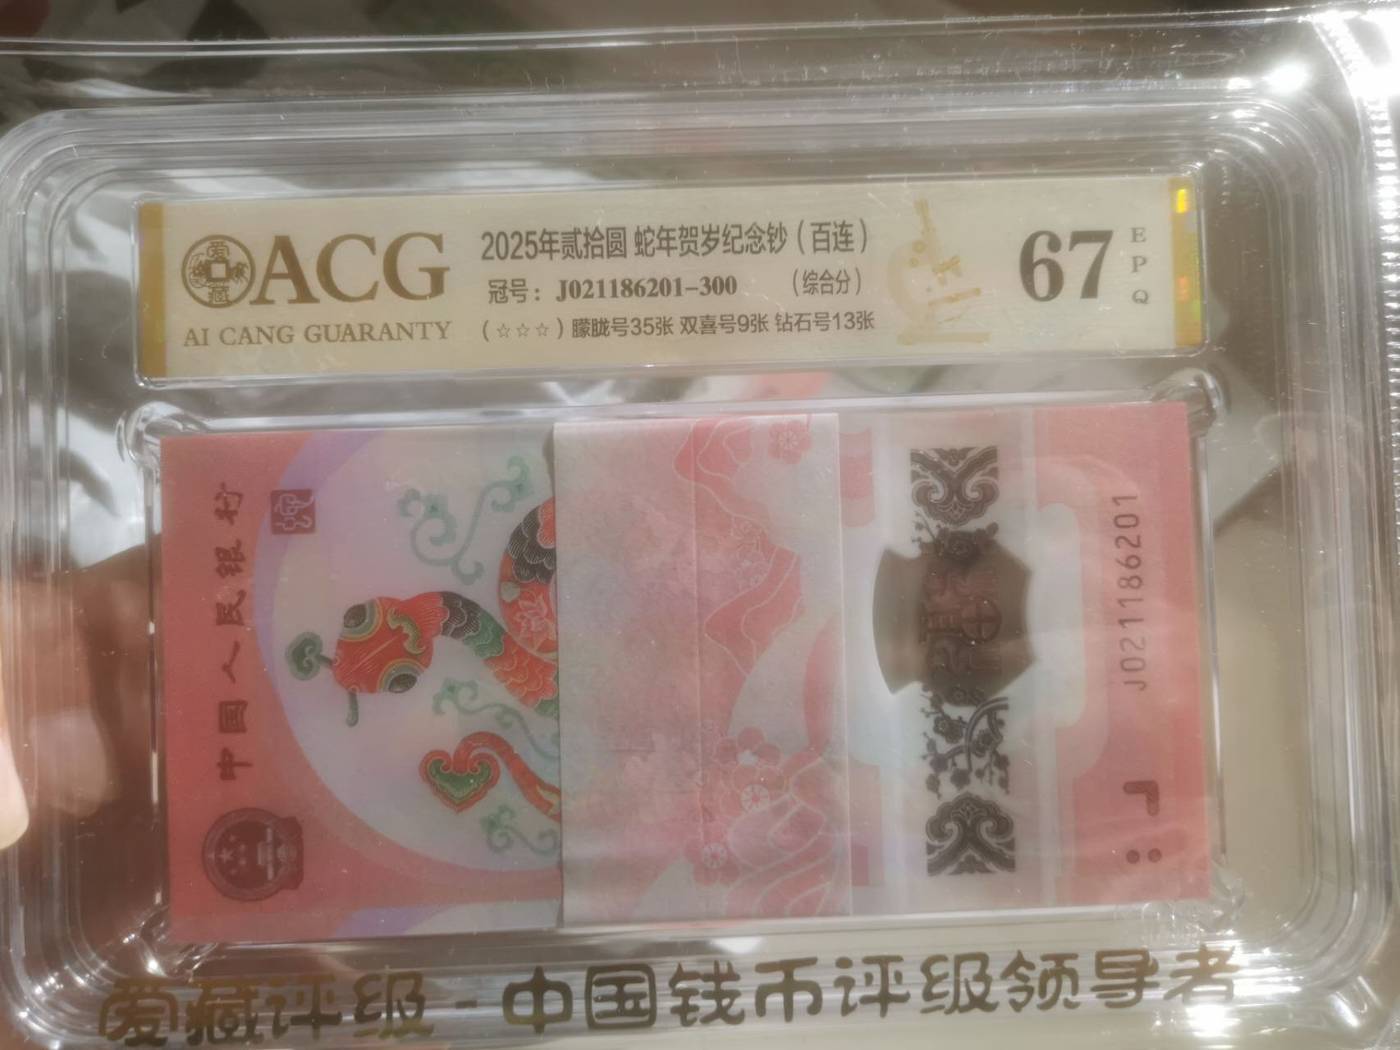 爱藏
ACG
AI CANG GUARANTY
2025年贰拾圆 蛇年贺岁纪念钞（百连）
冠号：J021186201-300 （综合分）
（☆☆☆）朦胧号35张 双喜号9张 钻石号13张
67
EPQ
中国人民银行
J021186201
爱藏评级-中国钱币评级领导者